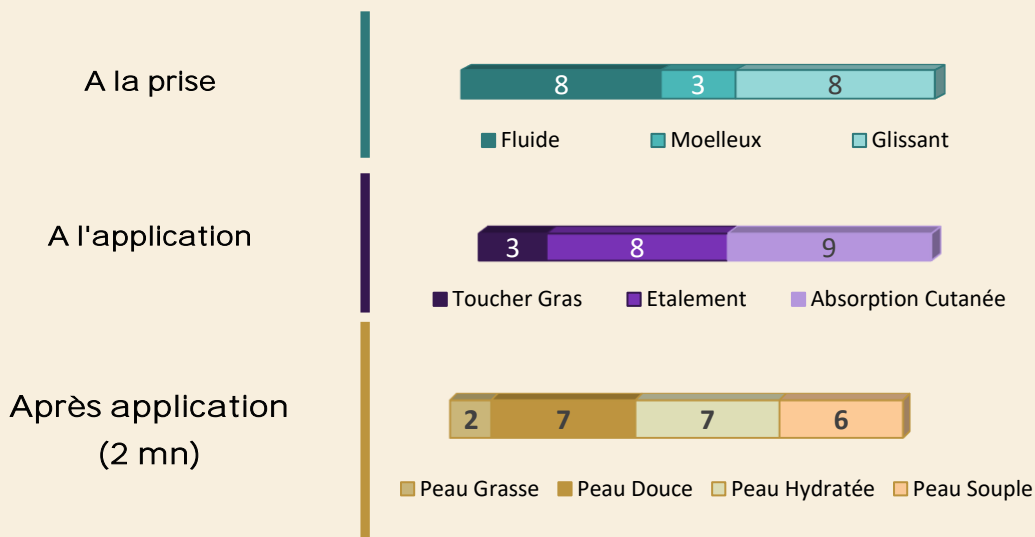 A la prise
8 3 8
Fluide Moelleux Glissant
A l'application
3 8 9
Toucher Gras Etalement Absorption Cutanée
Après application
(2 mn)
2 7 7 6
Peau Grasse Peau Douce Peau Hydratée Peau Souple